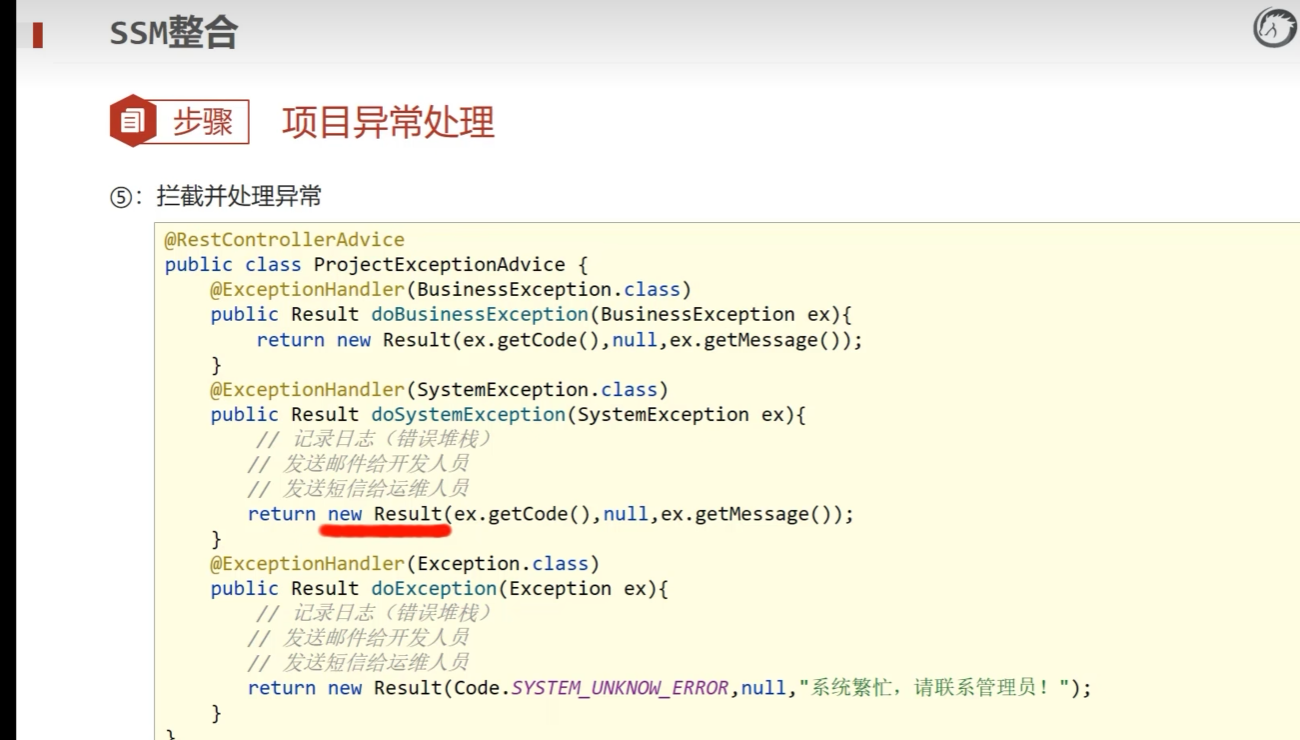 SSM整合
步骤
项目异常处理
⑤：拦截并处理异常
@RestControllerAdvice
public class ProjectExceptionAdvice {
@ExceptionHandler(BusinessException.class)
public Result doBusinessException(BusinessException ex){
return new Result(ex.getCode(),null,ex.getMessage());
}
@ExceptionHandler(SystemException.class)
public Result doSystemException(SystemException ex){
// 记录日志（错误堆栈）
// 发送邮件给开发人员
// 发送短信给运维人员
return new Result(ex.getCode(),null,ex.getMessage());
}
@ExceptionHandler(Exception.class)
public Result doException(Exception ex){
// 记录日志（错误堆栈）
// 发送邮件给开发人员
// 发送短信给运维人员
return new Result(Code.SYSTEM_UNKNOW_ERROR,null,"系统繁忙，请联系管理员！");
}
}